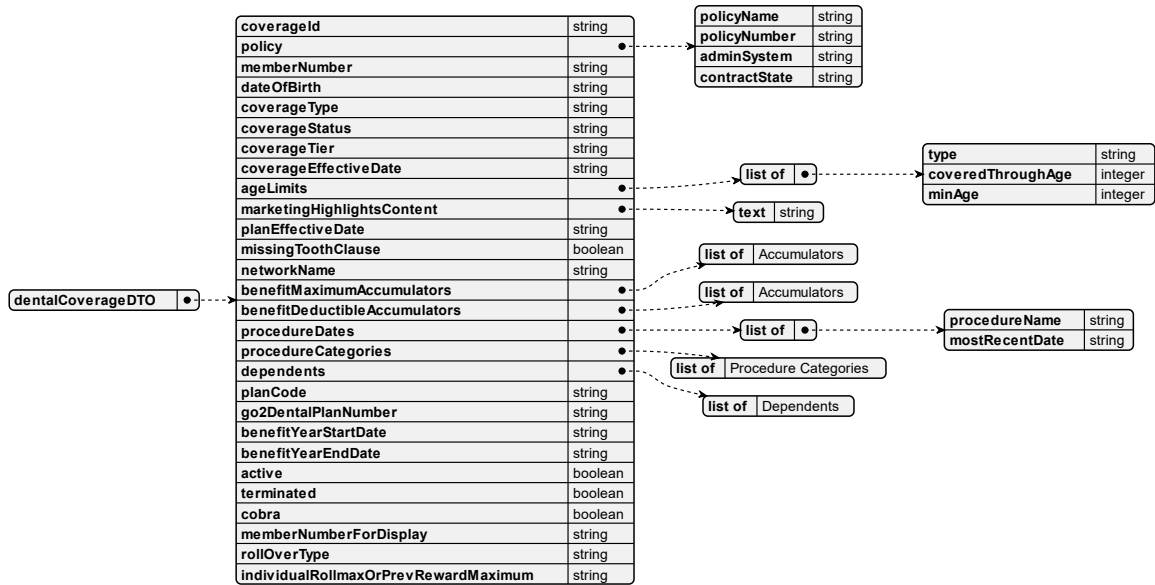 dentalCoverageDTO
coverageId string
policy
memberNumber string
dateOfBirth string
coverageType string
coverageStatus string
coverageTier string
coverageEffectiveDate string
ageLimits
marketingHighlightsContent
planEffectiveDate string
missingToothClause boolean
networkName string
benefitMaximumAccumulators
benefitDeductibleAccumulators
procedureDates
procedureCategories
dependents
planCode string
go2DentalPlanNumber string
benefitYearStartDate string
benefitYearEndDate string
active boolean
terminated boolean
cobra boolean
memberNumberForDisplay string
rollOverType string
individualRollmaxOrPrevRewardMaximum string
policyName string
policyNumber string
adminSystem string
contractState string
list of
type string
coveredThroughAge integer
minAge integer
text string
list of Accumulators
list of Accumulators
list of
procedureName string
mostRecentDate string
list of Procedure Categories
list of Dependents